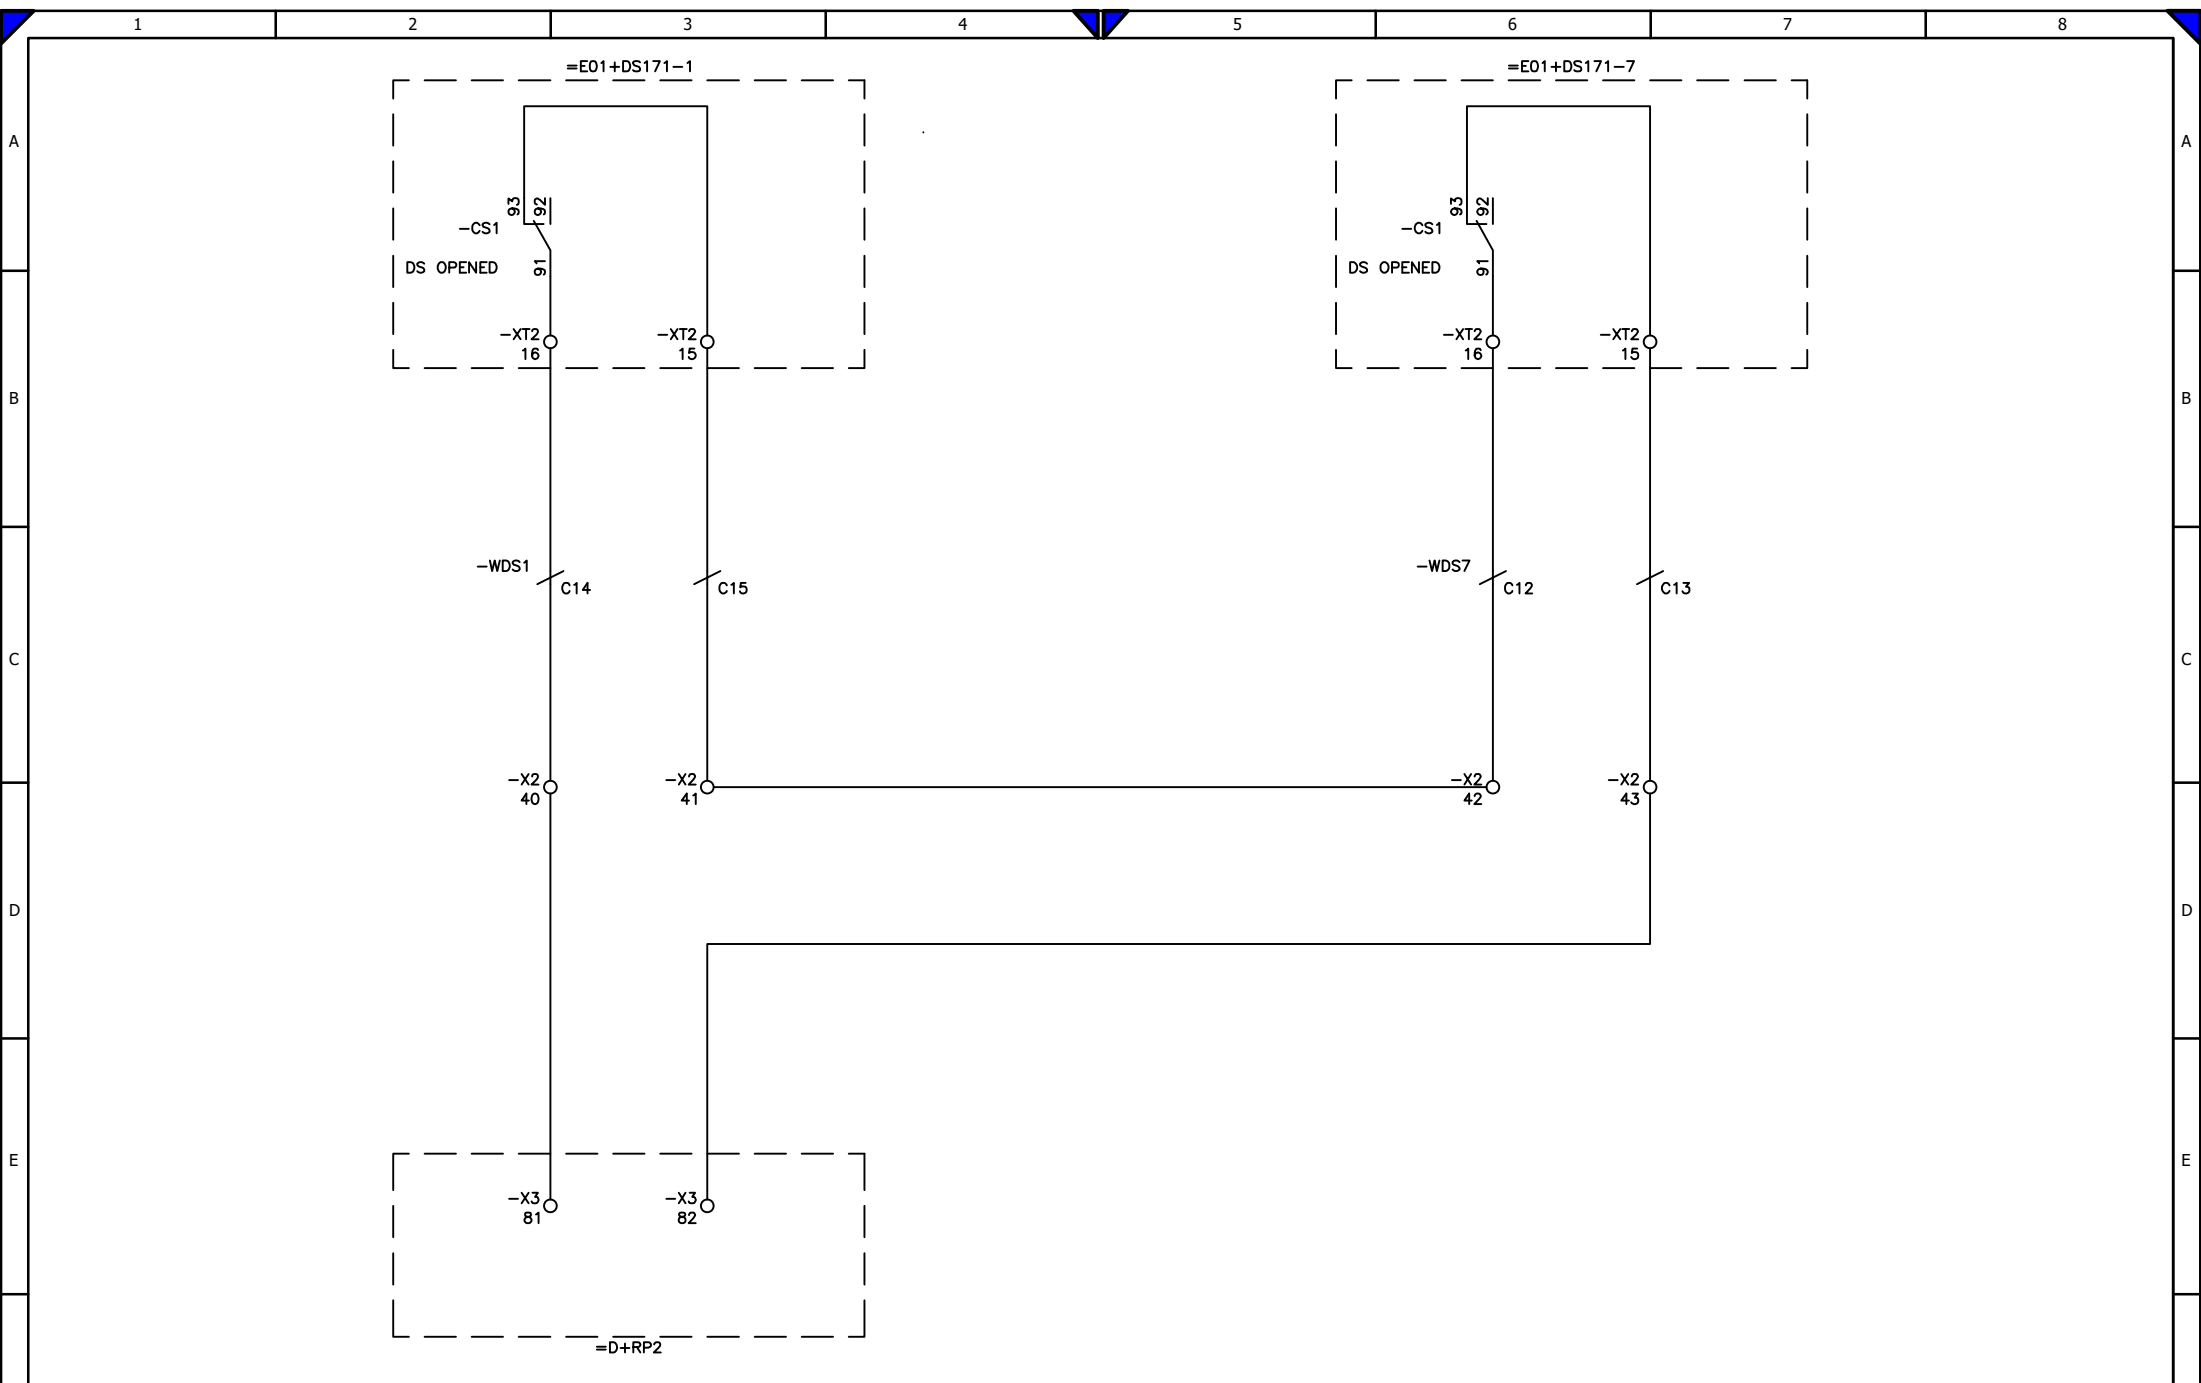 1 2 3 4 5 6 7 8
=E01+DS171-1 =E01+DS171-7
A A
93 92 93 92
-CS1 -CS1
DS OPENED 91 DS OPENED 91
-XT2 -XT2 -XT2 -XT2
16 15 16 15
B B
-WDS1 -WDS7
C14 C15 C12 C13
C C
-X2 -X2 -X2 -X2
40 41 42 43
D D
E E
-X3 -X3
81 82
=D+RP2